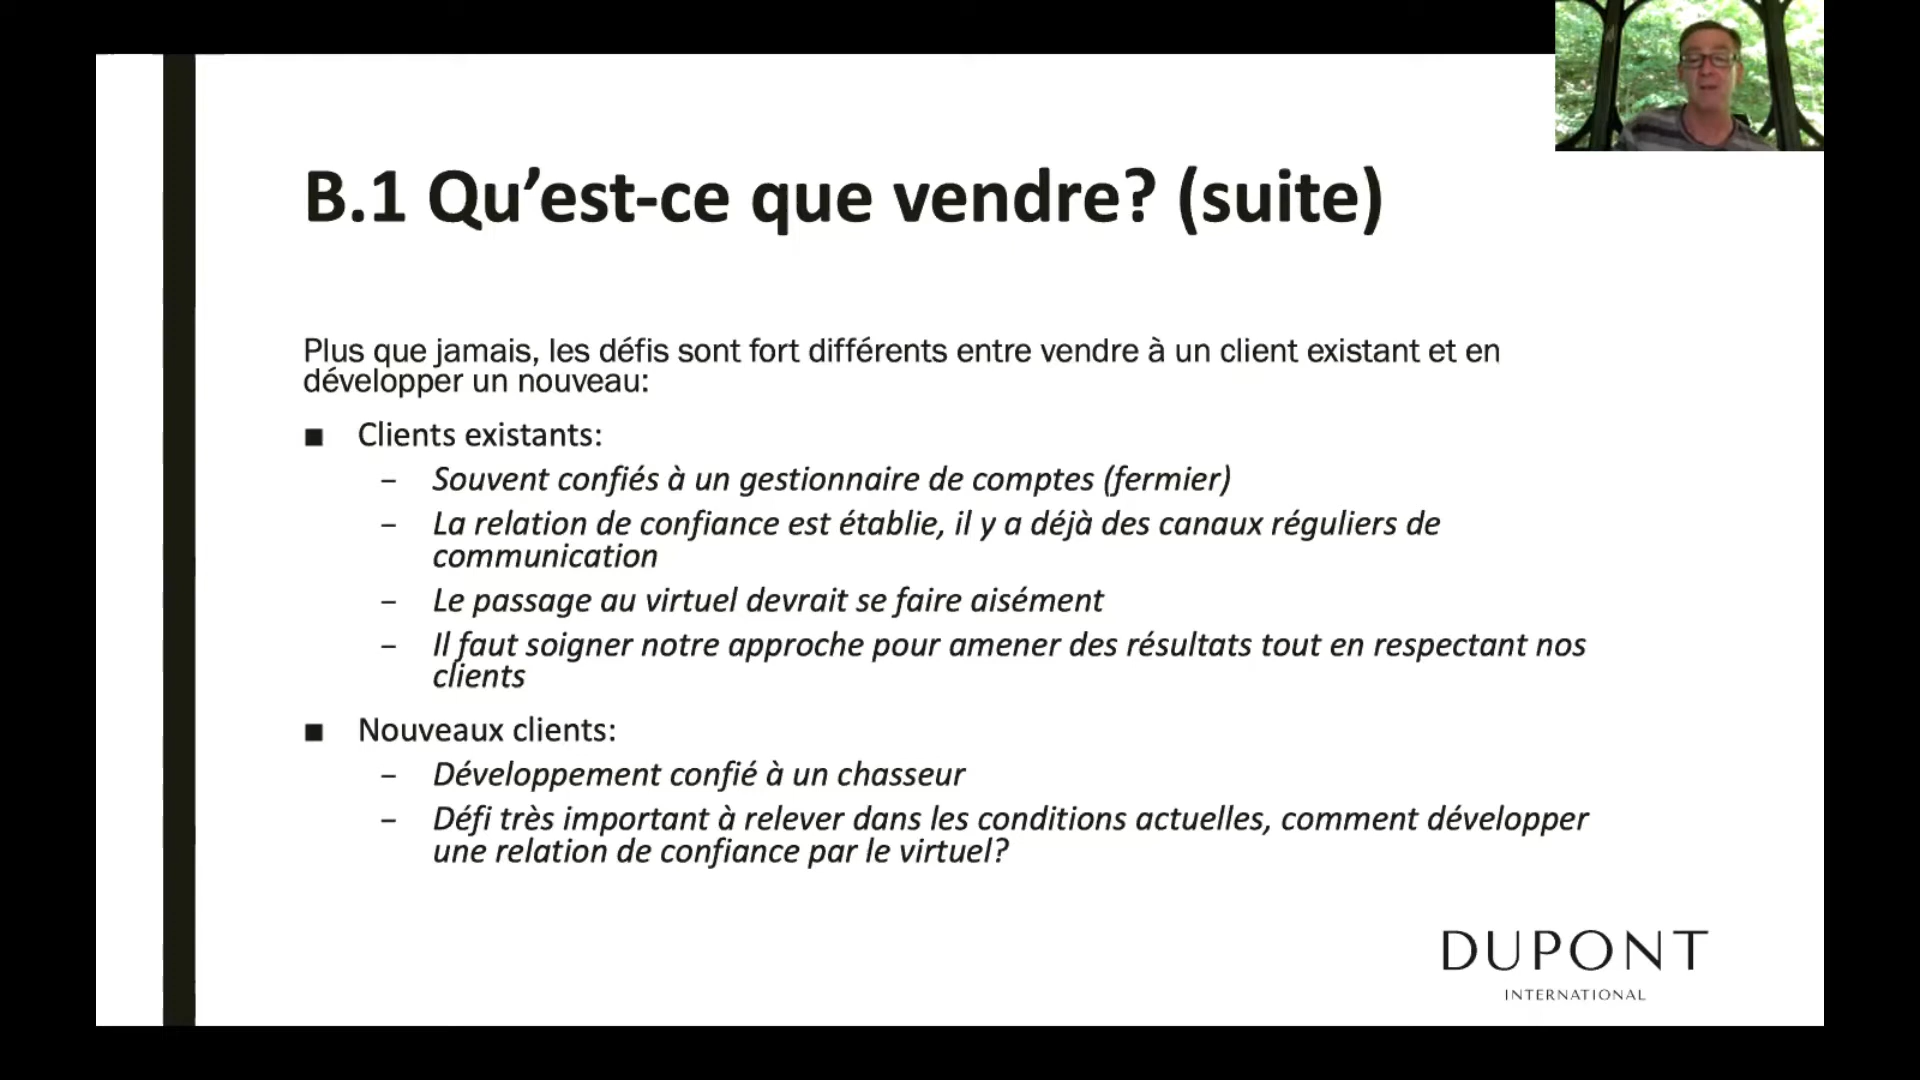 B.1 Qu’est-ce que vendre? (suite)
Plus que jamais, les défis sont fort différents entre vendre à un client existant et en
développer un nouveau:
■ Clients existants:
– Souvent confiés à un gestionnaire de comptes (fermier)
– La relation de confiance est établie, il y a déjà des canaux réguliers de
communication
– Le passage au virtuel devrait se faire aisément
– Il faut soigner notre approche pour amener des résultats tout en respectant nos
clients
■ Nouveaux clients:
– Développement confié à un chasseur
– Défi très important à relever dans les conditions actuelles, comment développer
une relation de confiance par le virtuel?
DUPONT
INTERNATIONAL